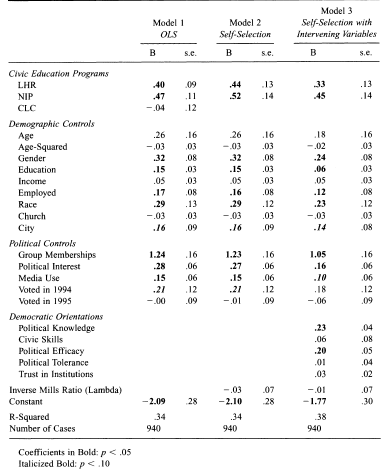 Model 1 Model 2 Model 3
OLS Self-Selection Self-Selection with
Intervening Variables
B s.e. B s.e. B s.e.
Civic Education Programs
LHR .40 .09 .44 .13 .33 .13
NIP .47 .11 .52 .14 .45 .14
CLC −.04 .12
Demographic Controls
Age .26 .16 .26 .16 .18 .16
Age-Squared −.03 .03 −.03 .03 −.02 .03
Gender .32 .08 .32 .08 .24 .08
Education .15 .03 .15 .03 .06 .03
Income .05 .03 .05 .03 .05 .03
Employed .17 .08 .16 .08 .12 .08
Race .29 .13 .29 .12 .23 .12
Church −.03 .03 −.03 .03 −.03 .03
City .16 .09 .16 .09 .14 .08
Political Controls
Group Memberships 1.24 .16 1.23 .16 1.05 .16
Political Interest .28 .06 .27 .06 .16 .06
Media Use .15 .06 .15 .06 .10 .06
Voted in 1994 .21 .12 .21 .12 .18 .12
Voted in 1995 −.00 .09 −.01 .09 −.06 .09
Democratic Orientations
Political Knowledge .23 .04
Civic Skills .06 .08
Political Efficacy .20 .05
Political Tolerance .01 .04
Trust in Institutions .03 .02
Inverse Mills Ratio (Lambda) −.03 .07 −.01 .07
Constant −2.09 .28 −2.10 .28 −1.77 .30
R-Squared .34 .34 .38
Number of Cases 940 940 940
Coefficients in Bold: p < .05
Italicized Bold: p < .10